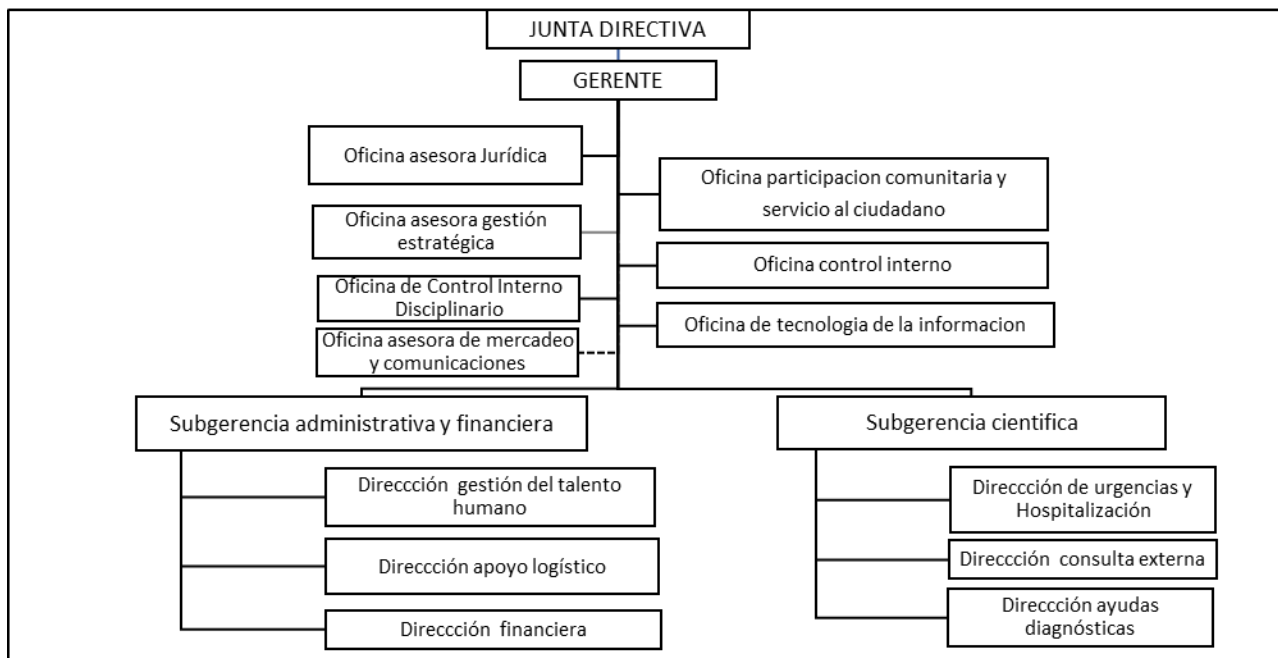 JUNTA DIRECTIVA
GERENTE
Oficina asesora Jurídica
Oficina participacion comunitaria y
servicio al ciudadano
Oficina asesora gestión
estratégica
Oficina control interno
Oficina de Control Interno
Disciplinario
Oficina de tecnologia de la informacion
Oficina asesora de mercadeo
y comunicaciones
Subgerencia administrativa y financiera
Subgerencia cientifica
Direccción gestión del talento
humano
Direccción apoyo logístico
Direccción financiera
Direccción de urgencias y
Hospitalización
Direccción consulta externa
Direccción ayudas
diagnósticas